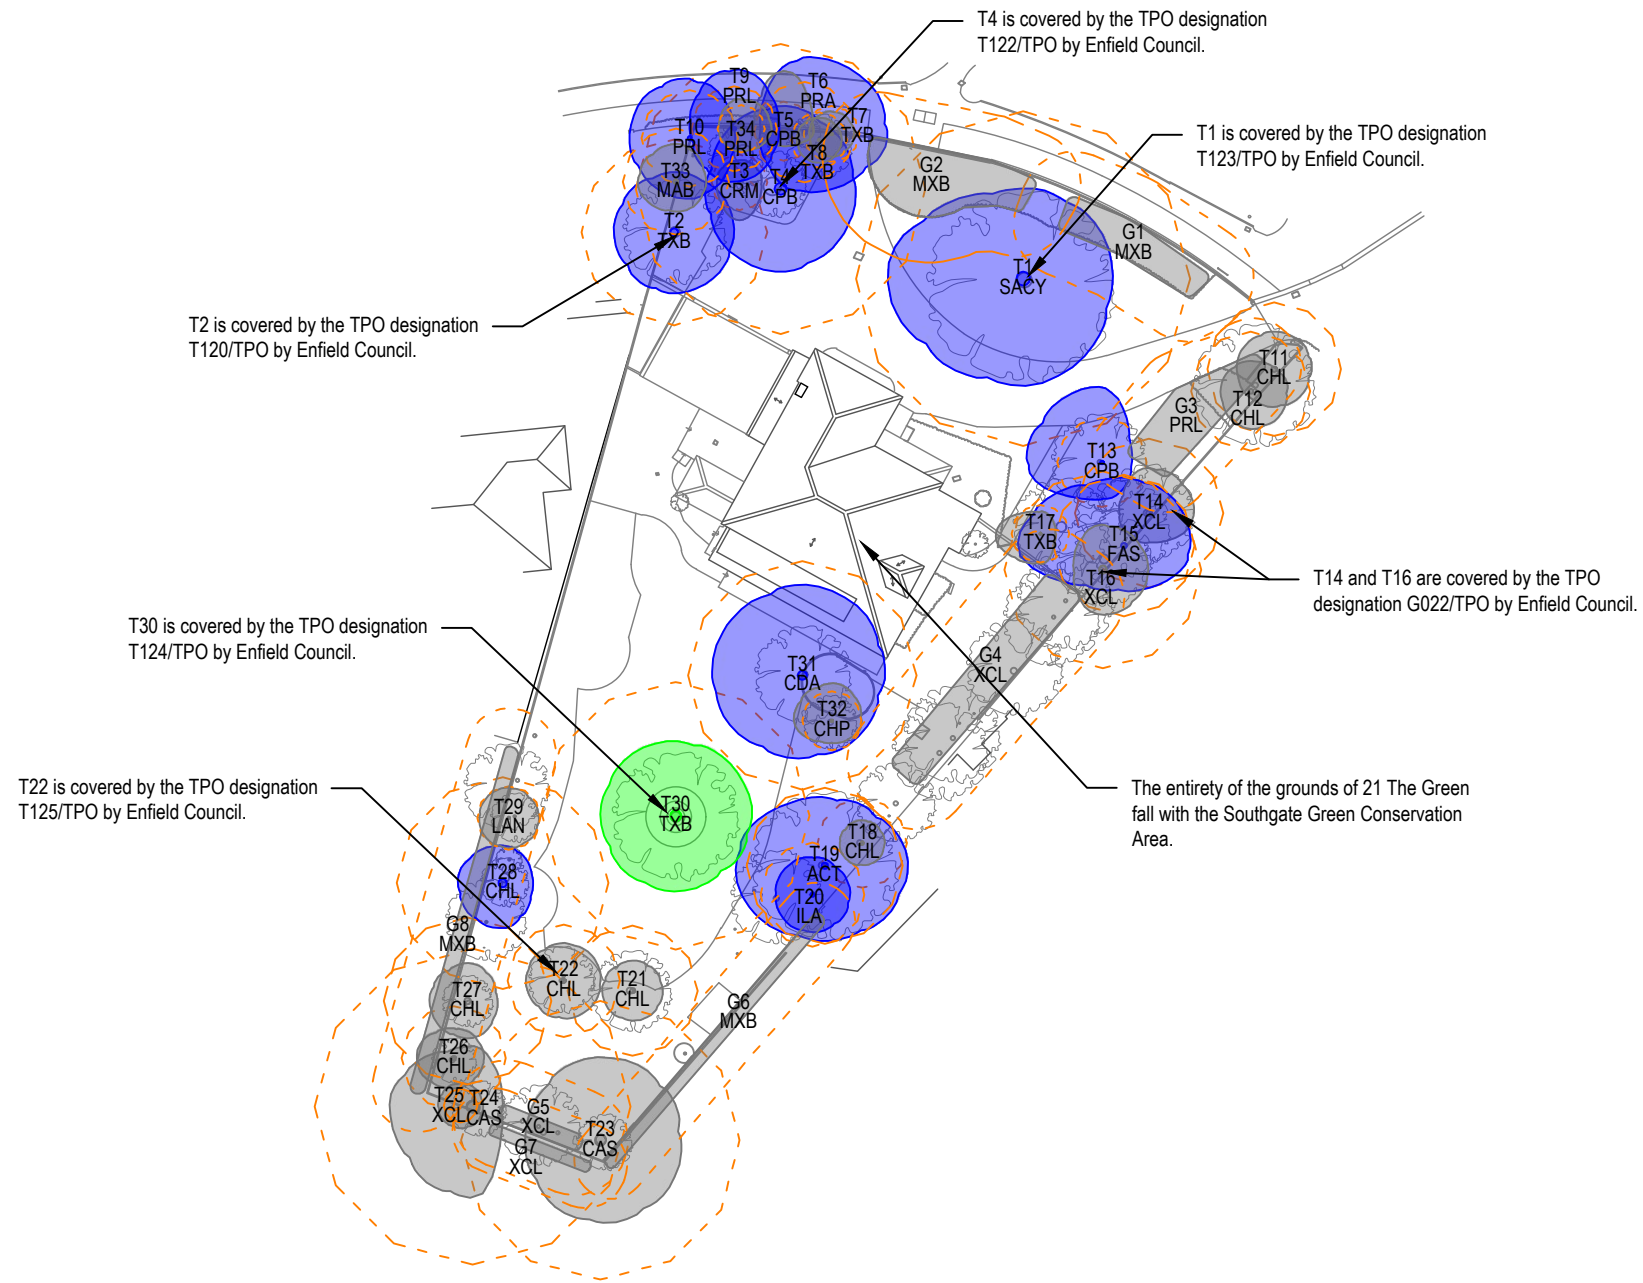 T4 is covered by the TPO designation
T122/TPO by Enfield Council.
T9
PRL
T6
PRA
T10
PRL
T34
PRL
T5
CPB
T7
TXB
T8
TXB
T33
MAB
T3
CRM
T4
CPB
G2
MXB
T1 is covered by the TPO designation
T123/TPO by Enfield Council.
T2
TXB
G1
MXB
T1
SACY
T2 is covered by the TPO designation
T120/TPO by Enfield Council.
T11
CHL
T12
CHL
G3
PRL
T13
CPB
T14
XCL
T17
TXB
T15
FAS
T16
XCL
T14 and T16 are covered by the TPO
designation G022/TPO by Enfield Council.
T30 is covered by the TPO designation
T124/TPO by Enfield Council.
G4
XCL
T31
CDA
T32
CHP
T22 is covered by the TPO designation
T125/TPO by Enfield Council.
The entirety of the grounds of 21 The Green
fall with the Southgate Green Conservation
Area.
T29
LAN
T30
TXB
T18
CHL
T19
ACT
T20
ILA
T28
CHL
G8
MXB
T22
CHL
T21
CHL
T27
CHL
G6
MXB
T26
CHL
T25
XCL
T24
CAS
G5
XCL
T23
CAS
G7
XCL